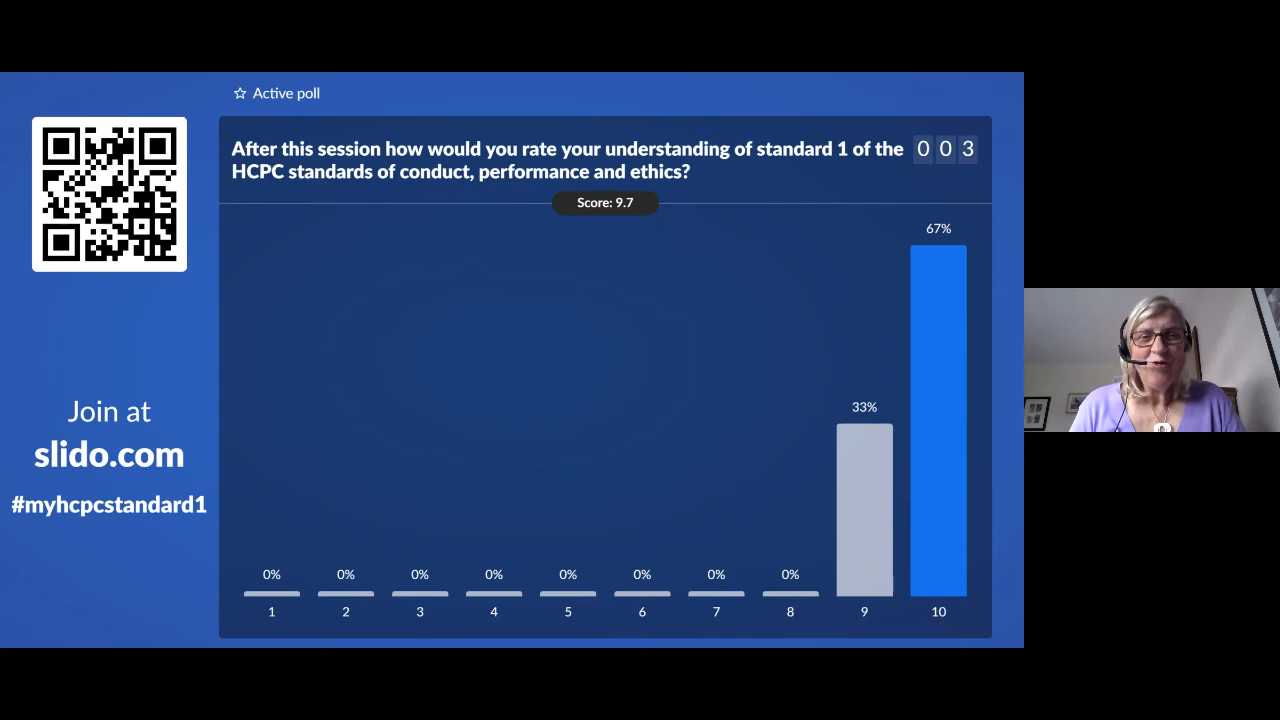 Active poll
After this session how would you rate your understanding of standard 1 of the
HCPC standards of conduct, performance and ethics?
0 0 3
Score: 9.7
67%
33%
0% 0% 0% 0% 0% 0% 0% 0%
1 2 3 4 5 6 7 8 9 10
Join at
slido.com
#myhcpcstandard1